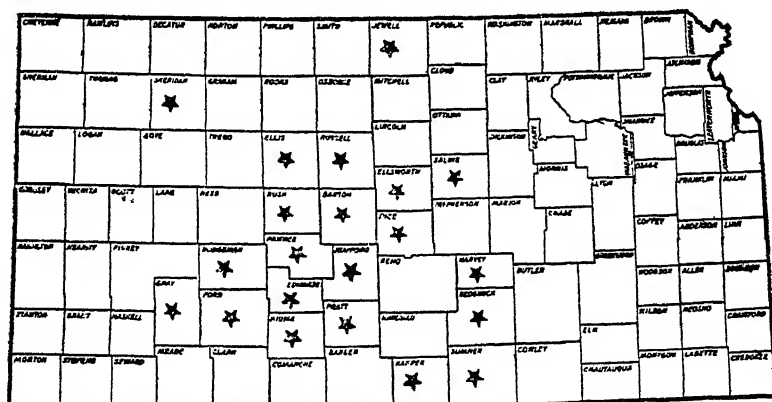 CHEYENNE RAWLINS DECATUR NORTON PHILLIPS SMITH JEWELL REPUBLIC WASHINGTON MARSHALL NEMAHA BROWN DONIPHAN
SHERMAN THOMAS SHERIDAN GRAHAM ROOKS OSBORNE MITCHELL CLOUD CLAY RILEY POTTAWATOMIE JACKSON ATCHISON
JEFFERSON LEAVENWORTH
WALLACE LOGAN GOVE TREGO ELLIS RUSSELL LINCOLN OTTAWA DICKINSON GEARY WABAUNSEE SHAWNEE DOUGLAS
ELLSWORTH SALINE MORRIS OSAGE FRANKLIN MIAMI
GREELEY WICHITA SCOTT LANE NESS RUSH BARTON RICE MCPHERSON MARION CHASE LYON COFFEY ANDERSON LINN
HAMILTON KEARNY FINNEY HODGEMAN PAWNEE STAFFORD RENO HARVEY BUTLER GREENWOOD WOODSON ALLEN BOURBON
GRAY FORD EDWARDS PRATT SEDGWICK
STANTON GRANT HASKELL KIOWA KINGMAN ELK WILSON NEOSHO CRAWFORD
MORTON STEVENS SEWARD MEADE CLARK COMANCHE BARBER HARPER SUMNER COWLEY CHAUTAUQUA MONTGOM LABETTE CHEROKEE